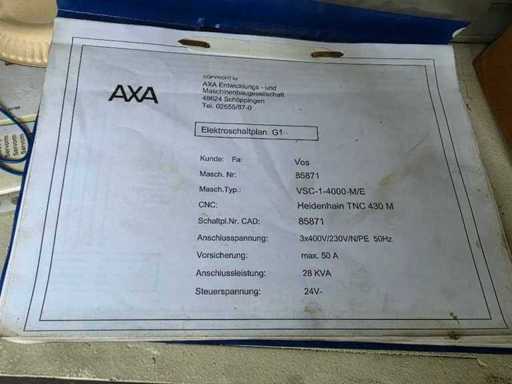 COPYRIGHT by
AXA Entwicklungs - und
Maschinenbaugesellschaft
48624 Schöppingen
Tel. 02555/87-0
AXA
Elektroschaltplan G1
Kunde: Fa: Vos
Masch. Nr: 85871
Masch.Typ.: VSC-1-4000-M/E
CNC: Heidenhain TNC 430 M
Schaltpl.Nr. CAD: 85871
Anschlusspannung: 3x400V/230V/N/PE 50Hz
Vorsicherung: max. 50 A
Anschlussleistung: 28 KVA
Steuerspannung: 24V-